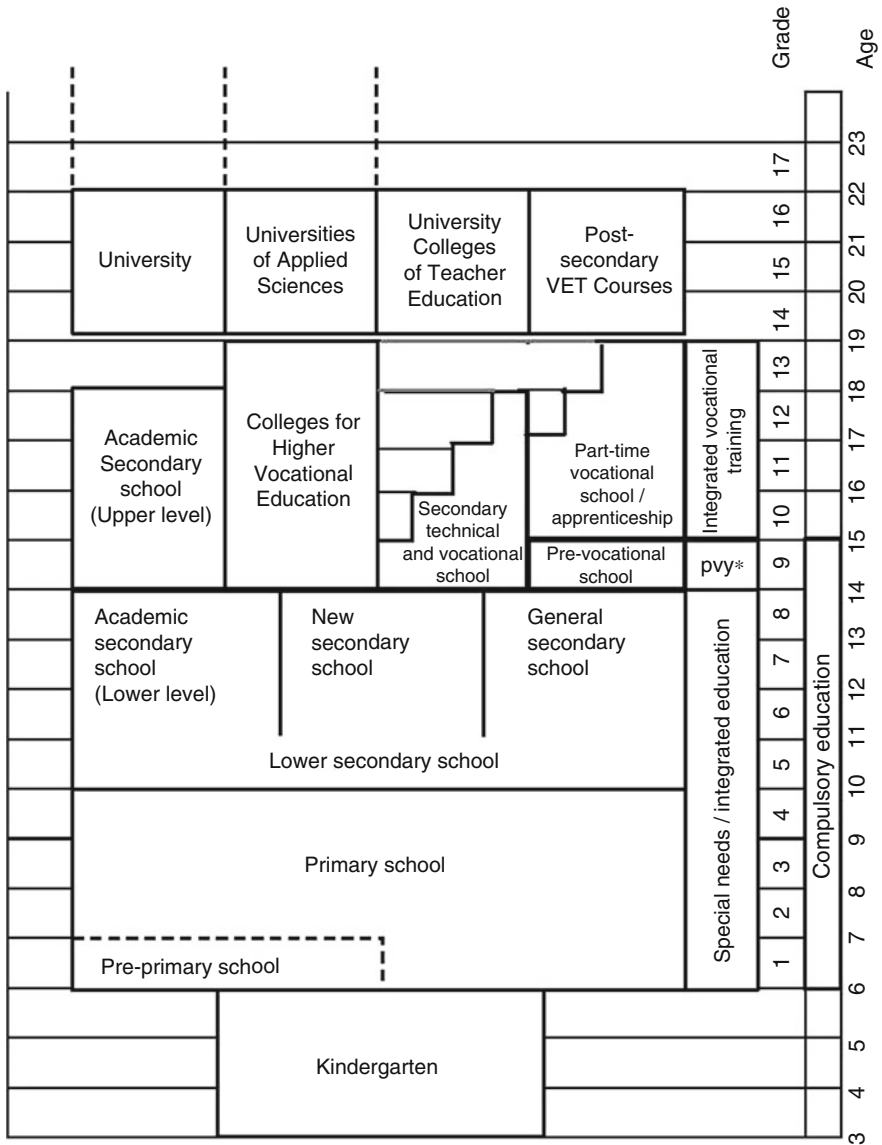 Grade
Age
23
17
22
University
Universities
of Applied
Sciences
University
Colleges
of Teacher
Education
Post-
secondary
VET Courses
16
21
15
20
14
19
Academic
Secondary
school
(Upper level)
Colleges for
Higher
Vocational
Education
Secondary
technical
and vocational
school
Part-time
vocational
school /
apprenticeship
Pre-vocational
school
Integrated vocational
training
pvy*
13
18
12
17
11
16
10
15
9
14
Academic
secondary
school
(Lower level)
New
secondary
school
General
secondary
school
Lower secondary school
Special needs / integrated education
Compulsory education
8
13
7
12
6
11
5
10
Primary school
4
9
3
8
2
7
Pre-primary school
1
6
Kindergarten
5
4
3